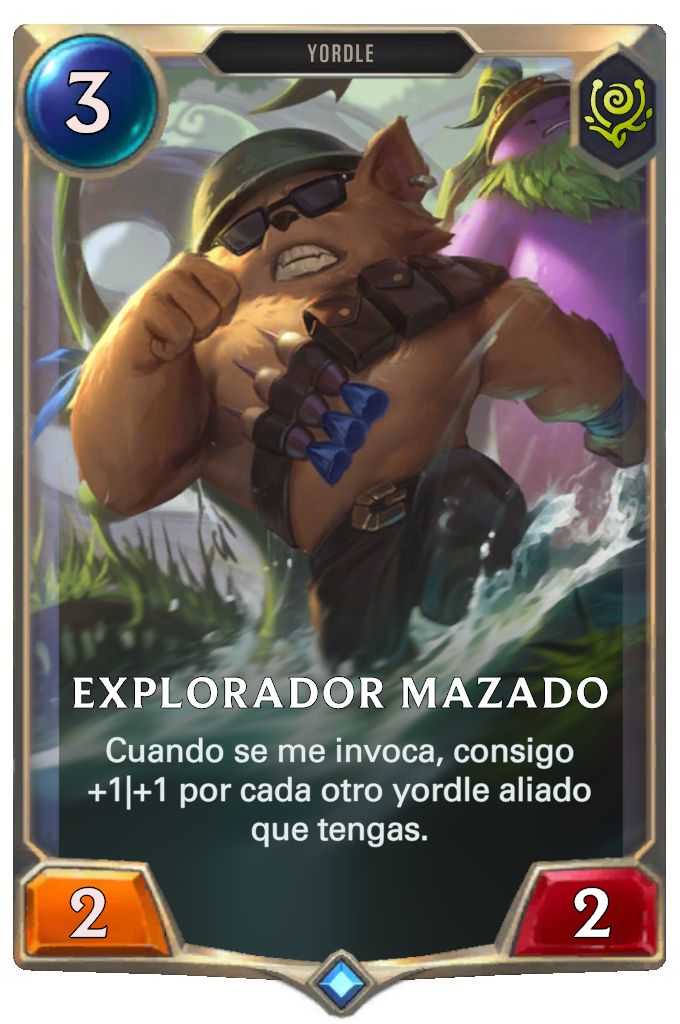 YORDLE
3
EXPLORADOR MAZADO
Cuando se me invoca, consigo
+1|+1 por cada otro yordle aliado
que tengas.
2
2